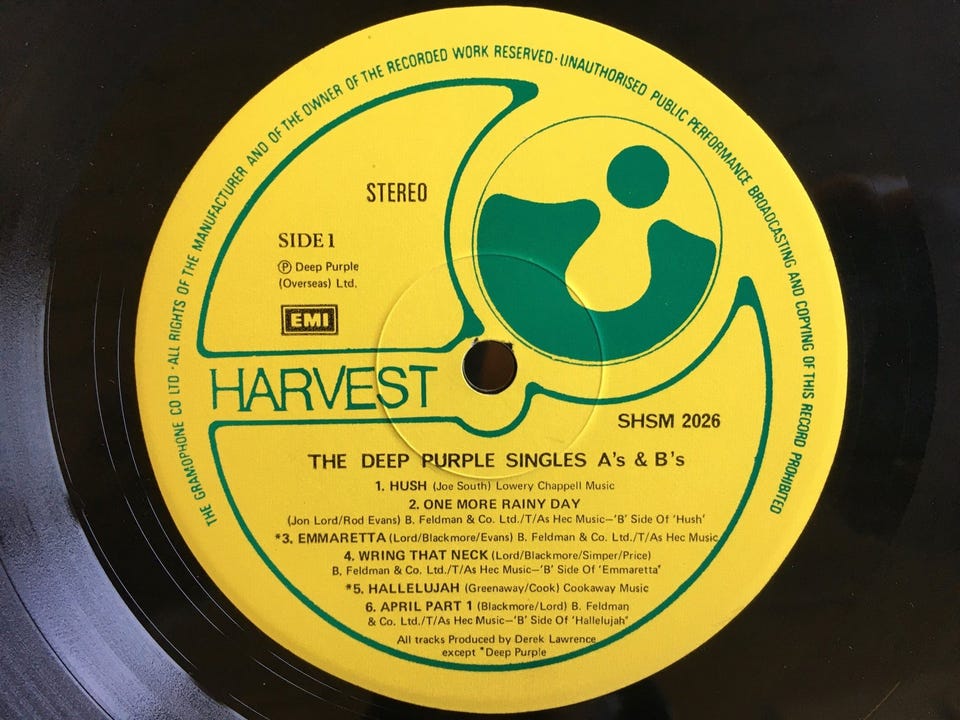 THE GRAMOPHONE CO LTD · ALL RIGHTS OF THE MANUFACTURER AND OF THE OWNER OF THE RECORDED WORK RESERVED · UNAUTHORISED PUBLIC PERFORMANCE BROADCASTING AND COPYING OF THIS RECORD PROHIBITED
STEREO
SIDE 1
Ⓟ Deep Purple
(Overseas) Ltd.
EMI
HARVEST
SHSM 2026
THE DEEP PURPLE SINGLES A's & B's
1. HUSH (Joe South) Lowery Chappell Music
2. ONE MORE RAINY DAY
(Jon Lord/Rod Evans) B. Feldman & Co. Ltd./T/As Hec Music—'B' Side Of 'Hush'
*3. EMMARETTA (Lord/Blackmore/Evans) B. Feldman & Co. Ltd./T/As Hec Music
4. WRING THAT NECK (Lord/Blackmore/Simper/Price)
B. Feldman & Co. Ltd./T/As Hec Music—'B' Side Of 'Emmaretta'
*5. HALLELUJAH (Greenaway/Cook) Cookaway Music
6. APRIL PART 1 (Blackmore/Lord) B. Feldman
& Co. Ltd./T/As Hec Music—'B' Side Of 'Hallelujah'
All tracks Produced by Derek Lawrence
except *Deep Purple